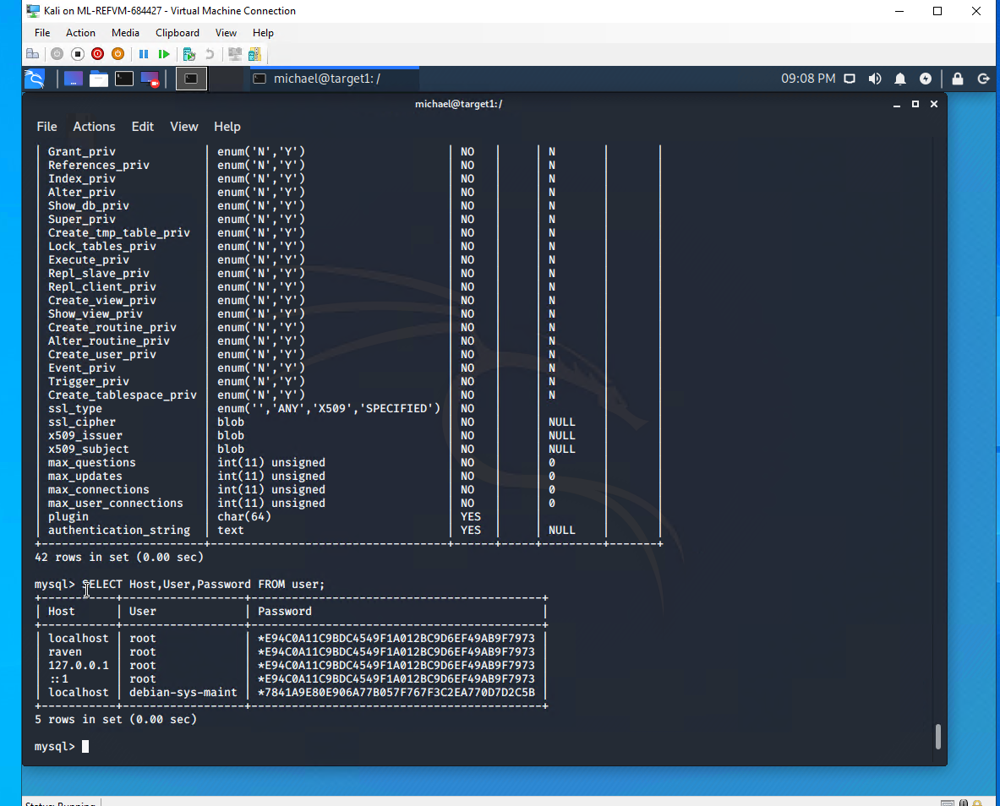 Kali on ML-REFVM-684427 - Virtual Machine Connection
File Action Media Clipboard View Help
michael@target1: / 09:08 PM
michael@target1: /
File Actions Edit View Help
| Grant_priv | enum('N','Y') | NO | | N | |
| References_priv | enum('N','Y') | NO | | N | |
| Index_priv | enum('N','Y') | NO | | N | |
| Alter_priv | enum('N','Y') | NO | | N | |
| Show_db_priv | enum('N','Y') | NO | | N | |
| Super_priv | enum('N','Y') | NO | | N | |
| Create_tmp_table_priv | enum('N','Y') | NO | | N | |
| Lock_tables_priv | enum('N','Y') | NO | | N | |
| Execute_priv | enum('N','Y') | NO | | N | |
| Repl_slave_priv | enum('N','Y') | NO | | N | |
| Repl_client_priv | enum('N','Y') | NO | | N | |
| Create_view_priv | enum('N','Y') | NO | | N | |
| Show_view_priv | enum('N','Y') | NO | | N | |
| Create_routine_priv | enum('N','Y') | NO | | N | |
| Alter_routine_priv | enum('N','Y') | NO | | N | |
| Create_user_priv | enum('N','Y') | NO | | N | |
| Event_priv | enum('N','Y') | NO | | N | |
| Trigger_priv | enum('N','Y') | NO | | N | |
| Create_tablespace_priv | enum('N','Y') | NO | | N | |
| ssl_type | enum('','ANY','X509','SPECIFIED') | NO | | | |
| ssl_cipher | blob | NO | | NULL | |
| x509_issuer | blob | NO | | NULL | |
| x509_subject | blob | NO | | NULL | |
| max_questions | int(11) unsigned | NO | | 0 | |
| max_updates | int(11) unsigned | NO | | 0 | |
| max_connections | int(11) unsigned | NO | | 0 | |
| max_user_connections | int(11) unsigned | NO | | 0 | |
| plugin | char(64) | YES | | | |
| authentication_string | text | YES | | NULL | |
42 rows in set (0.00 sec)
mysql> SELECT Host,User,Password FROM user;
| Host | User | Password |
| localhost | root | *E94C0A11C9BDC4549F1A012BC9D6EF49AB9F7973 |
| raven | root | *E94C0A11C9BDC4549F1A012BC9D6EF49AB9F7973 |
| 127.0.0.1 | root | *E94C0A11C9BDC4549F1A012BC9D6EF49AB9F7973 |
| ::1 | root | *E94C0A11C9BDC4549F1A012BC9D6EF49AB9F7973 |
| localhost | debian-sys-maint | *7841A9E80E906A77B057F767F3C2EA770D7D2C5B |
5 rows in set (0.00 sec)
mysql>
Status: Running